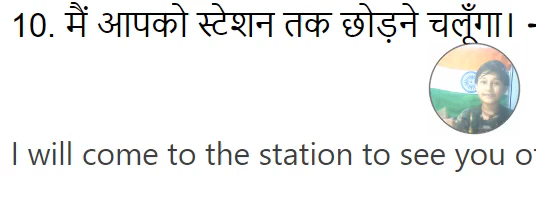 10. मैं आपको स्टेशन तक छोड़ने चलूँगा। -
I will come to the station to see you